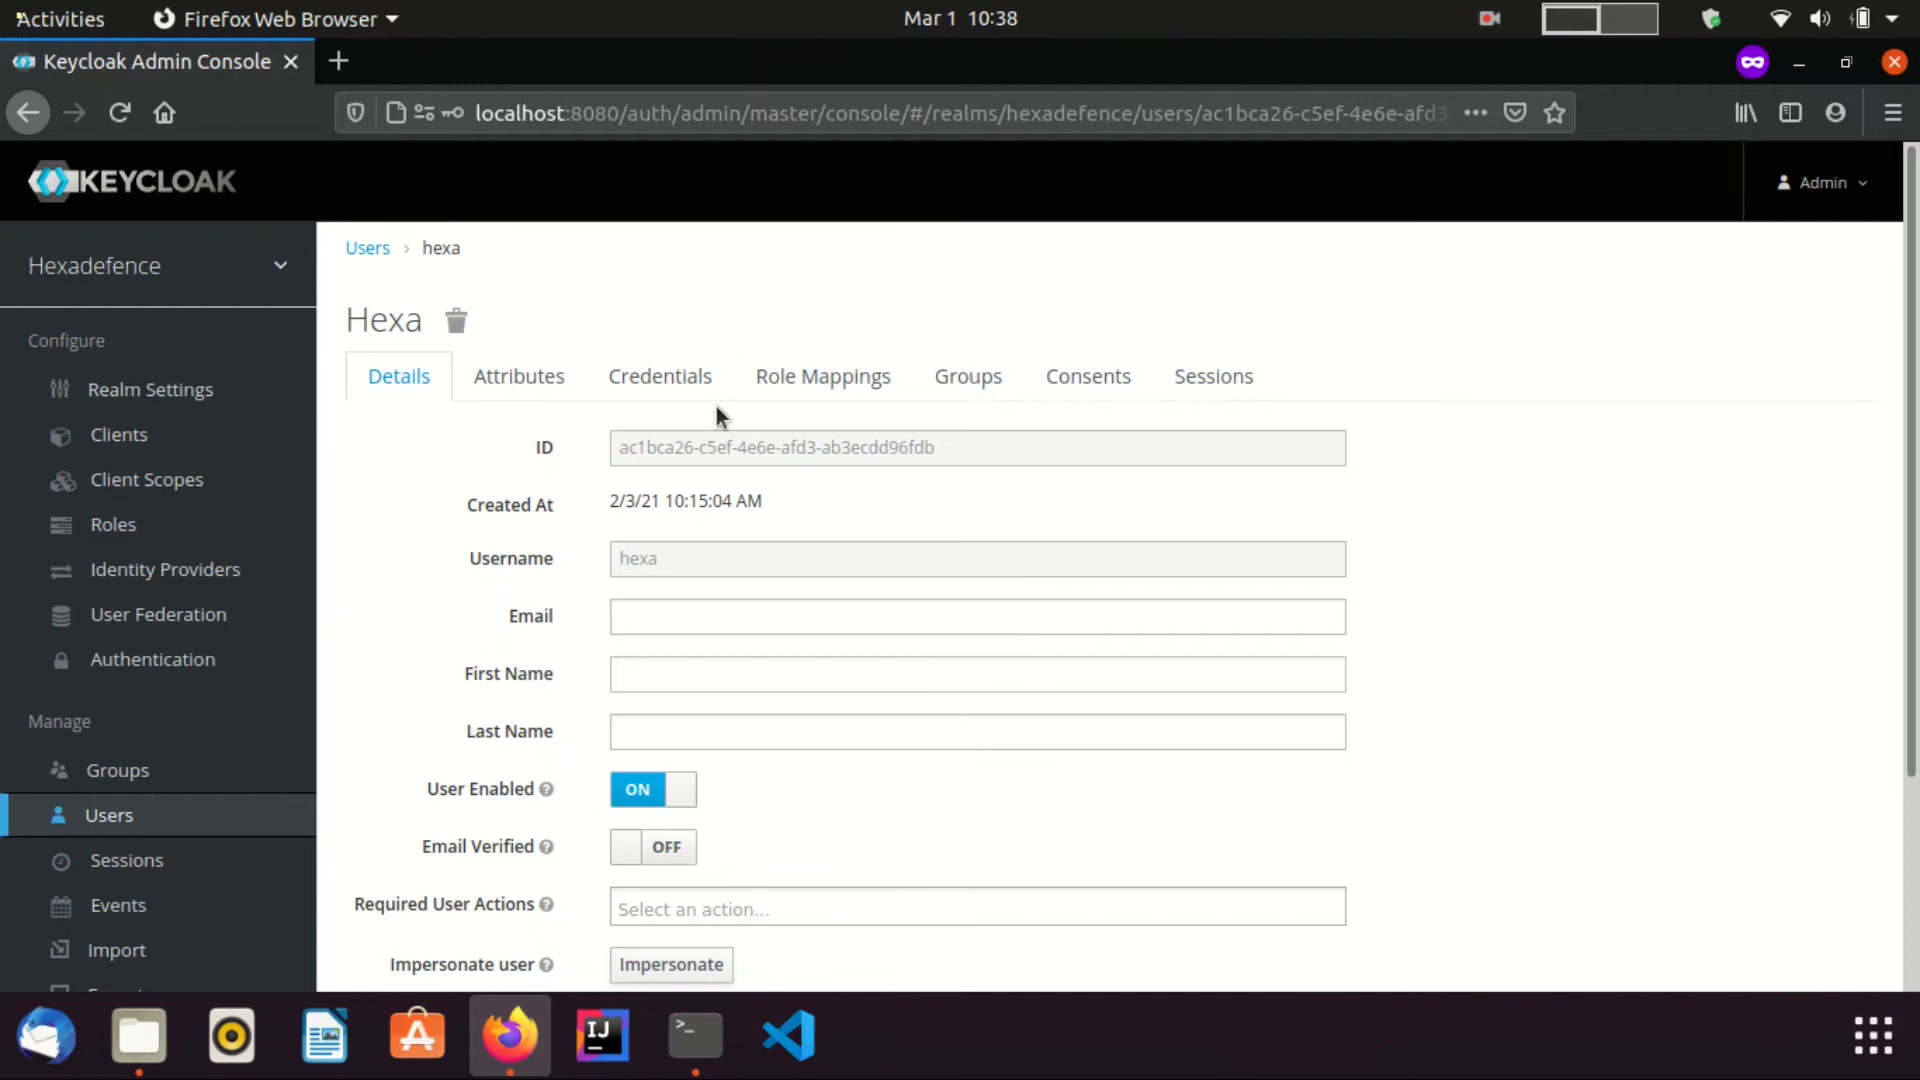 Activities
Firefox Web Browser
Mar 1 10:38
Keycloak Admin Console
localhost:8080/auth/admin/master/console/#/realms/hexadefence/users/ac1bca26-c5ef-4e6e-afd3
KEYCLOAK
Admin
Hexadefence
Users > hexa
Hexa
Details
Attributes
Credentials
Role Mappings
Groups
Consents
Sessions
Configure
Realm Settings
Clients
Client Scopes
Roles
Identity Providers
User Federation
Authentication
Manage
Groups
Users
Sessions
Events
Import
ID
ac1bca26-c5ef-4e6e-afd3-ab3ecdd96fdb
Created At
2/3/21 10:15:04 AM
Username
hexa
Email
First Name
Last Name
User Enabled
ON
Email Verified
OFF
Required User Actions
Select an action...
Impersonate user
Impersonate
IJ